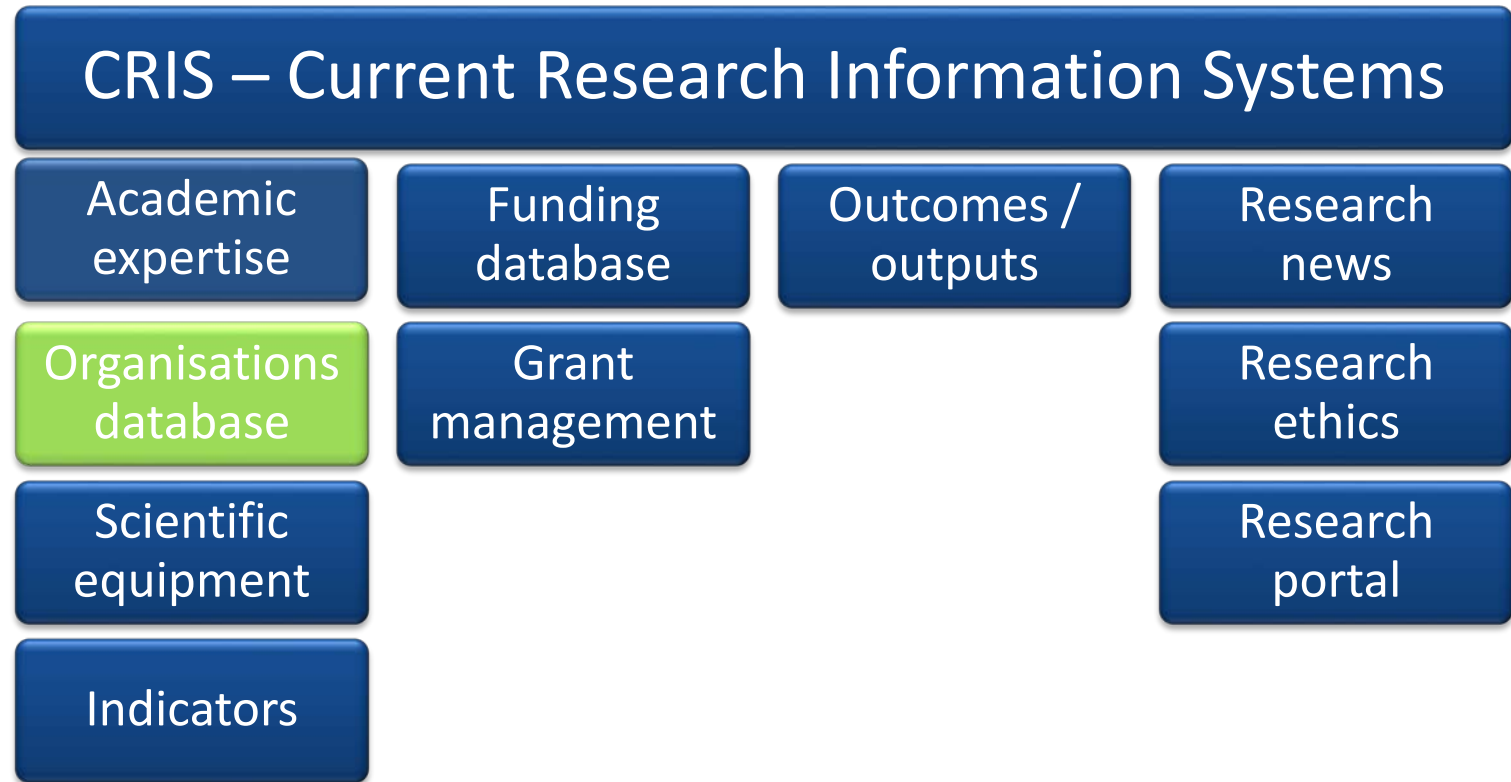 CRIS – Current Research Information Systems
Academic
expertise
Funding
database
Outcomes /
outputs
Research
news
Organisations
database
Grant
management
Research
ethics
Scientific
equipment
Research
portal
Indicators